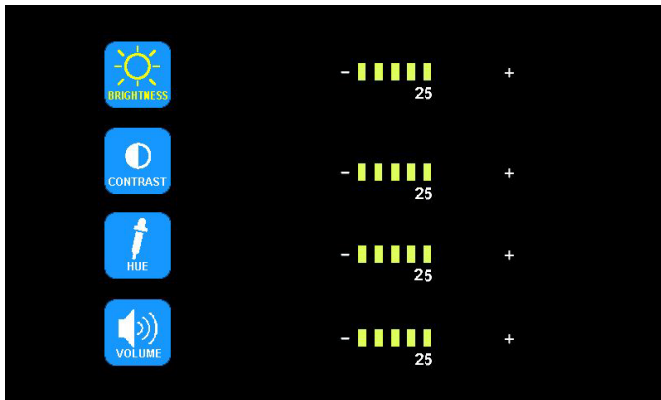 BRIGHTNESS
- +
25
CONTRAST
- +
25
HUE
- +
25
VOLUME
- +
25